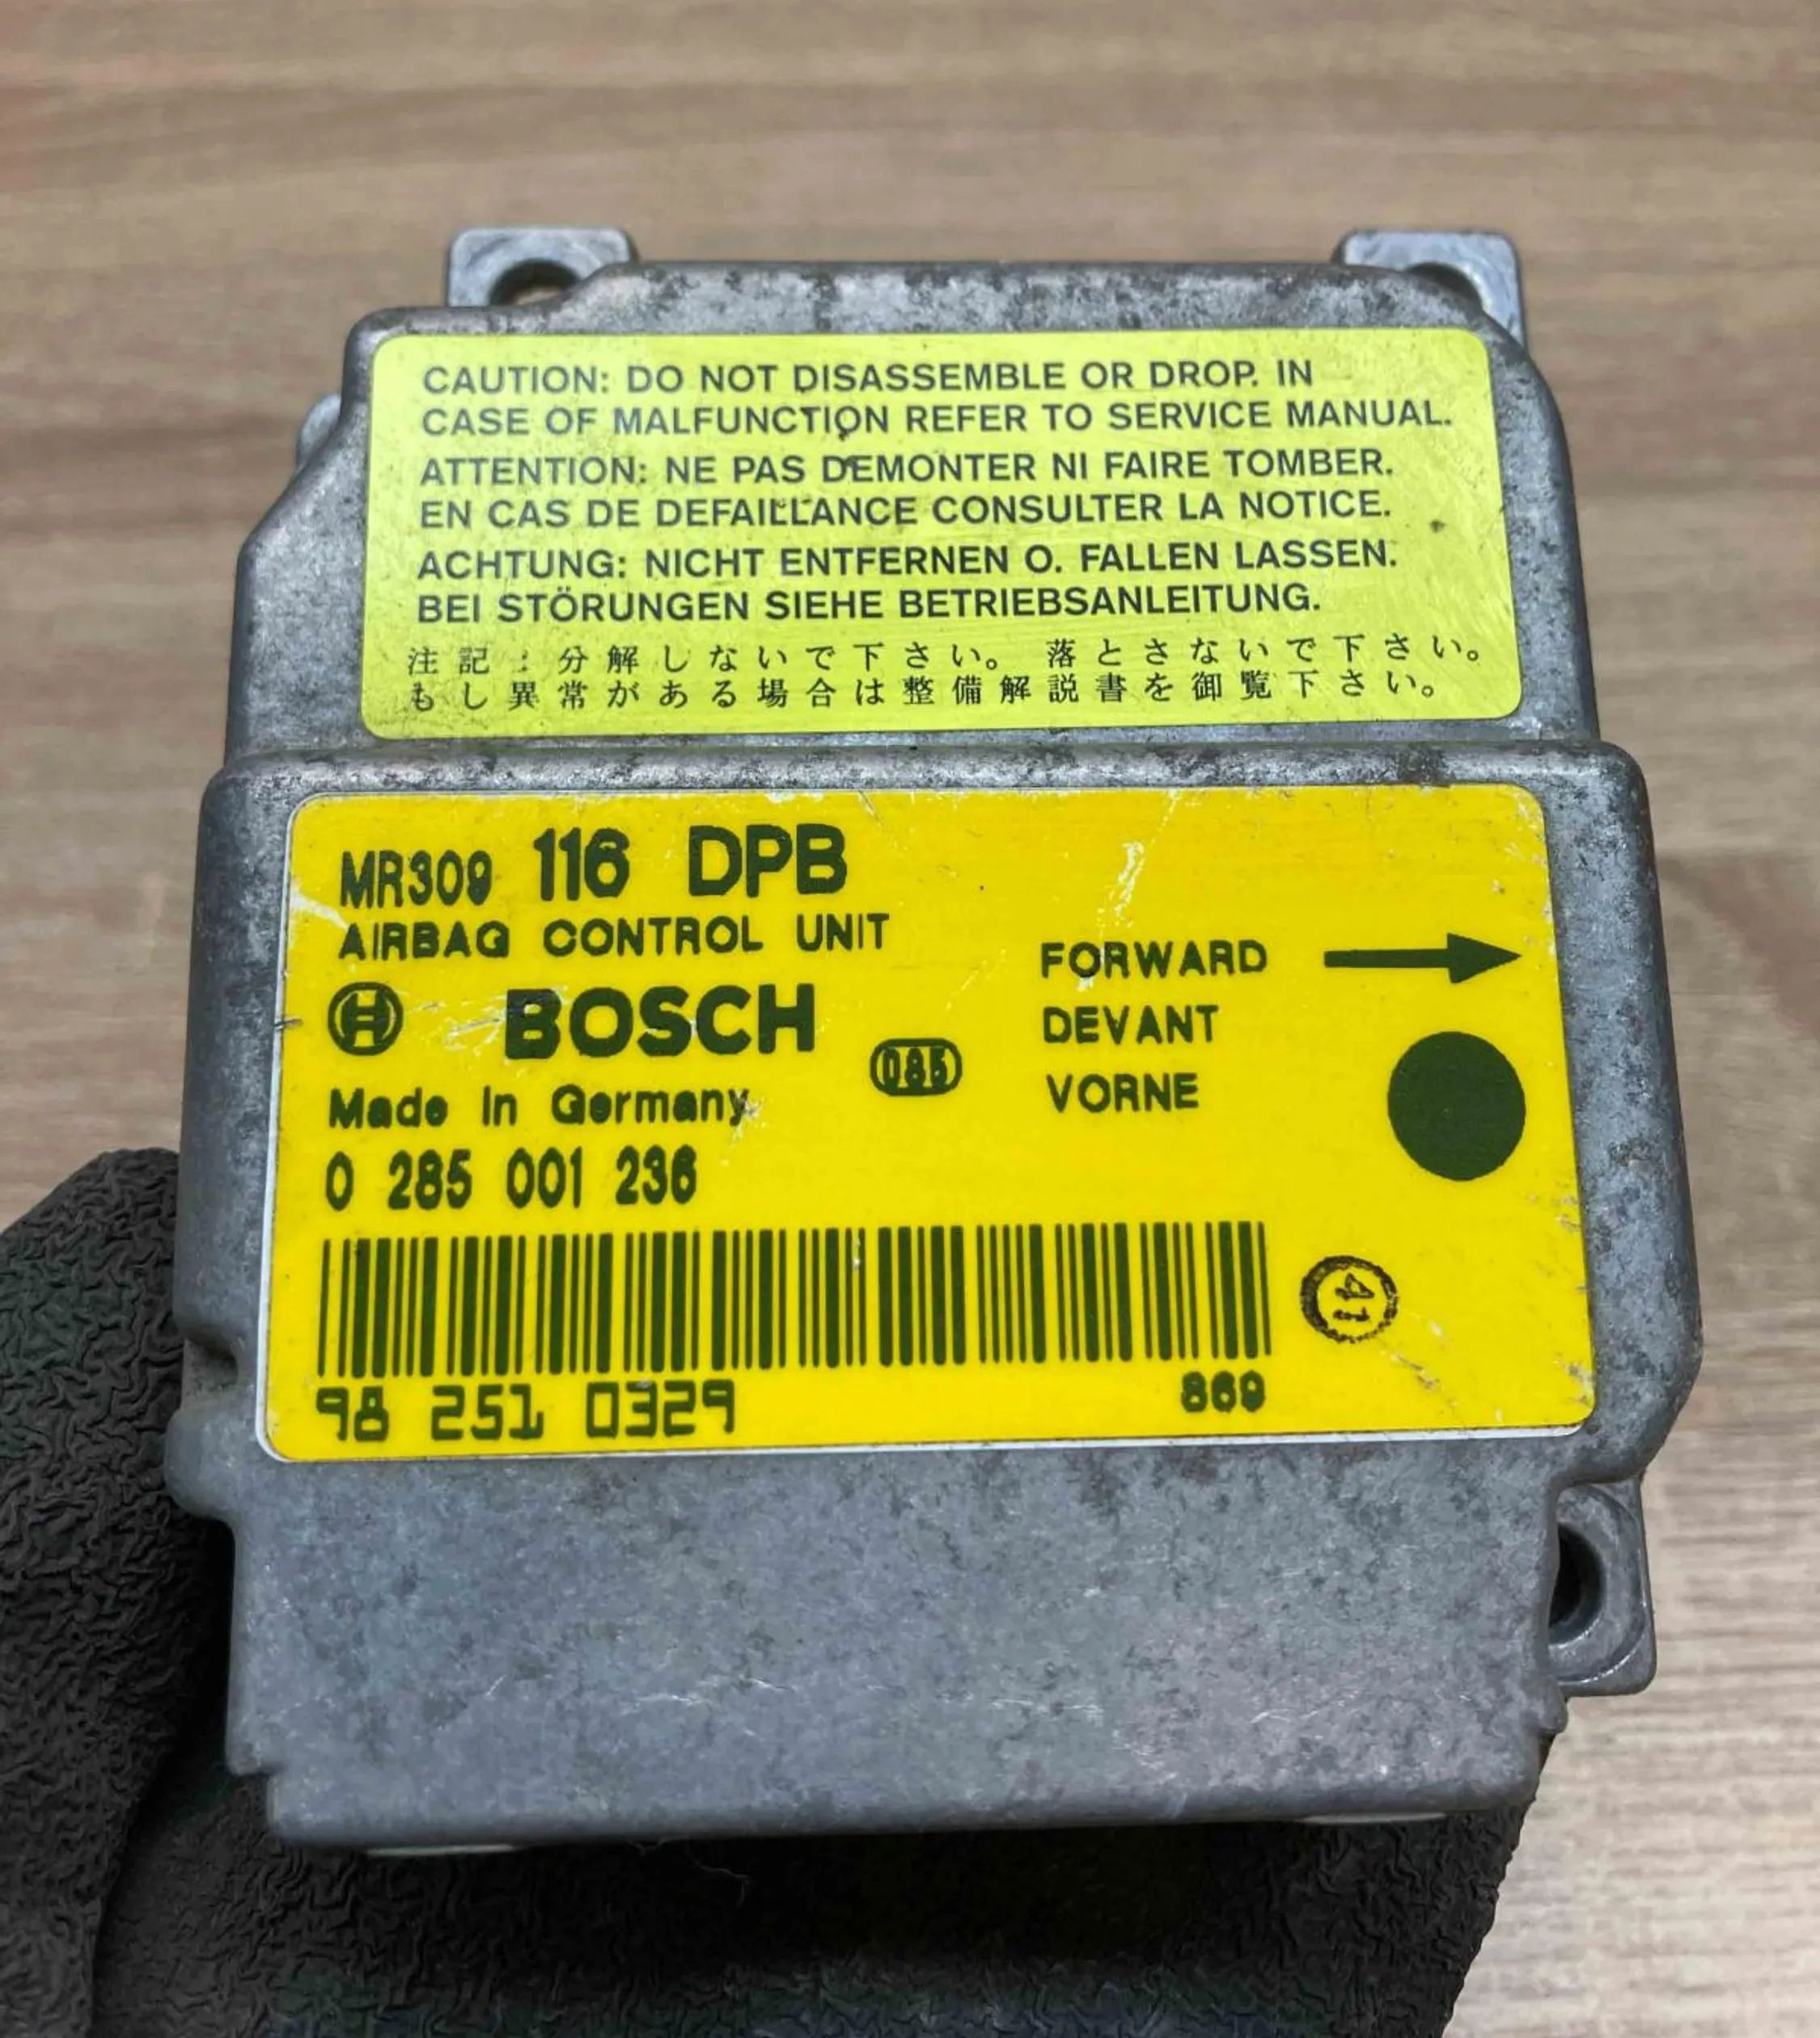 CAUTION: DO NOT DISASSEMBLE OR DROP. IN
CASE OF MALFUNCTION REFER TO SERVICE MANUAL.
ATTENTION: NE PAS DEMONTER NI FAIRE TOMBER.
EN CAS DE DEFAILLANCE CONSULTER LA NOTICE.
ACHTUNG: NICHT ENTFERNEN O. FALLEN LASSEN.
BEI STÖRUNGEN SIEHE BETRIEBSANLEITUNG.
注記:分解しないで下さい。 落とさないで下さい。
もし異常がある場合は整備解説書を御覧下さい。
MR309 116 DPB
AIRBAG CONTROL UNIT
BOSCH
085
Made in Germany
0 285 001 236
FORWARD
DEVANT
VORNE
98 251 0329
869